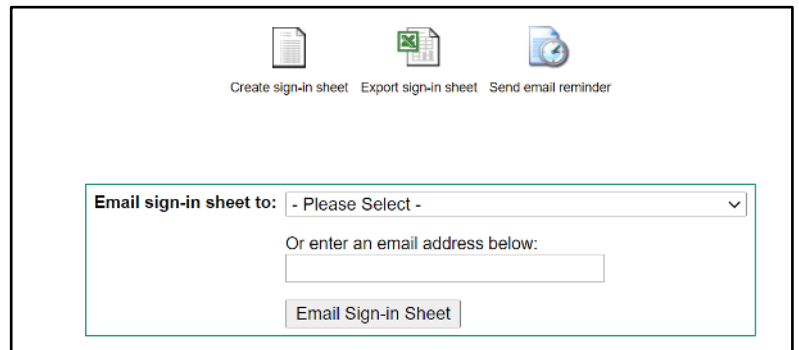 Create sign-in sheet Export sign-in sheet Send email reminder
Email sign-in sheet to: - Please Select -
Or enter an email address below:
Email Sign-in Sheet